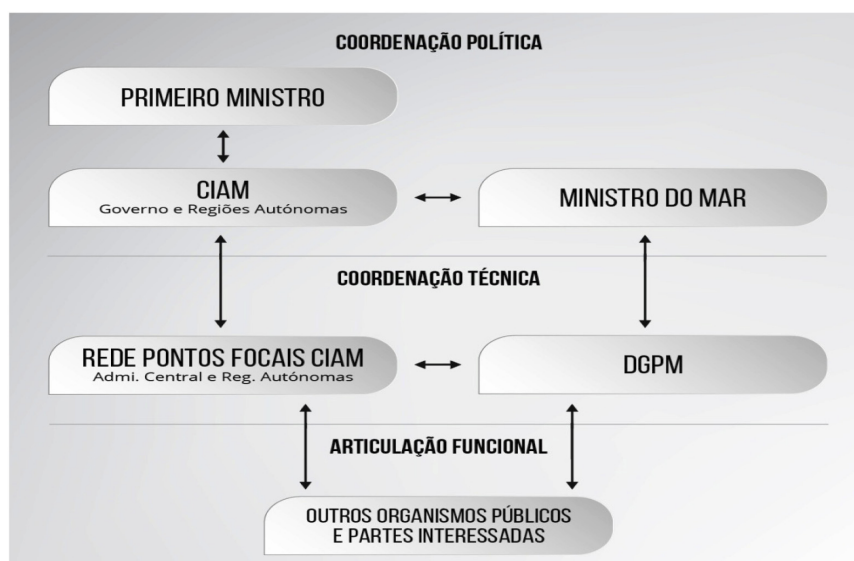 COORDENAÇÃO POLÍTICA
PRIMEIRO MINISTRO
CIAM
Governo e Regiões Autónomas
MINISTRO DO MAR
COORDENAÇÃO TÉCNICA
REDE PONTOS FOCAIS CIAM
Admi. Central e Reg. Autónomas
DGPM
ARTICULAÇÃO FUNCIONAL
OUTROS ORGANISMOS PÚBLICOS
E PARTES INTERESSADAS